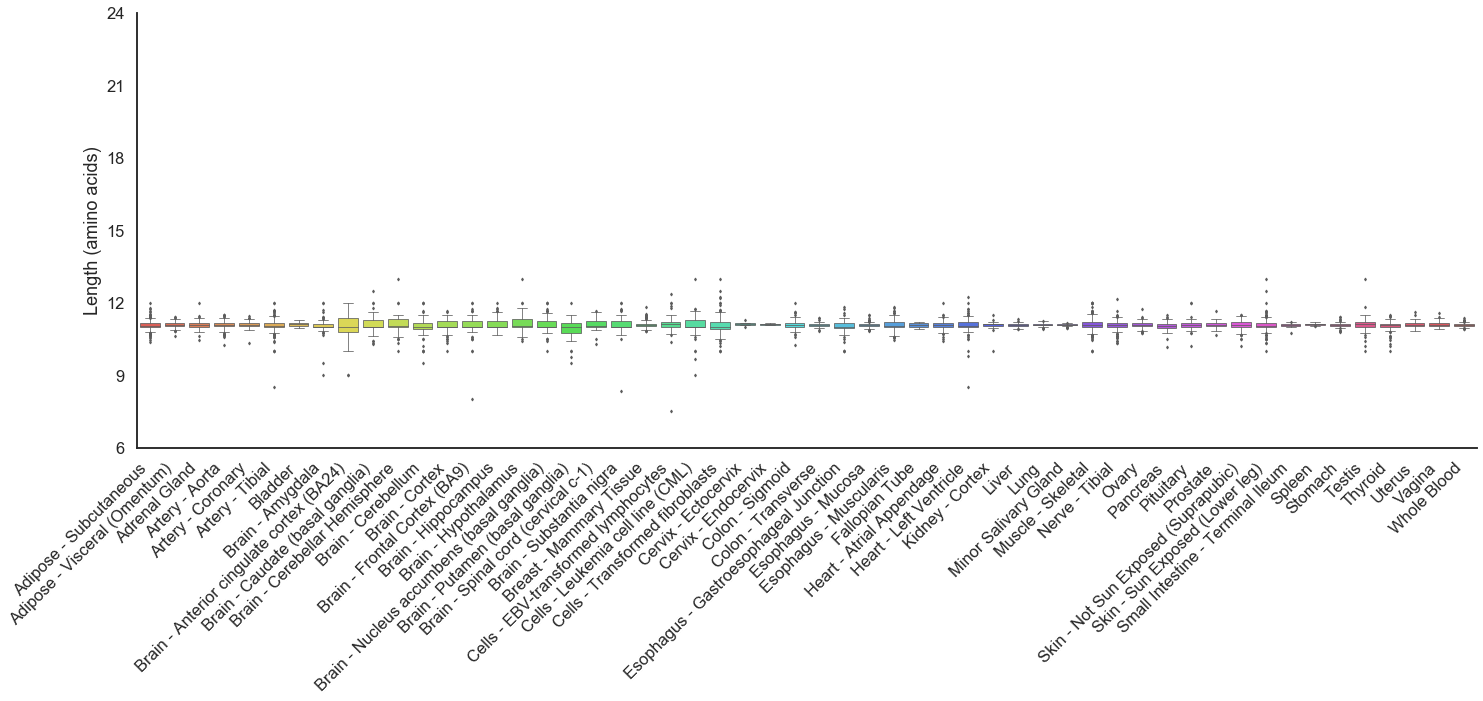 24
21
18
15
12
9
6
Length (amino acids)
Adipose - Subcutaneous
Adipose - Visceral (Omentum)
Adrenal Gland
Artery - Aorta
Artery - Coronary
Artery - Tibial
Bladder
Brain - Amygdala
Brain - Anterior cingulate cortex (BA24)
Brain - Caudate (basal ganglia)
Brain - Cerebellar Hemisphere
Brain - Cerebellum
Brain - Cortex
Brain - Frontal Cortex (BA9)
Brain - Hippocampus
Brain - Hypothalamus
Brain - Nucleus accumbens (basal ganglia)
Brain - Putamen (basal ganglia)
Brain - Spinal cord (cervical c-1)
Brain - Substantia nigra
Breast - Mammary Tissue
Cells - EBV-transformed lymphocytes
Cells - Leukemia cell line (CML)
Cells - Transformed fibroblasts
Cervix - Ectocervix
Cervix - Endocervix
Colon - Sigmoid
Colon - Transverse
Esophagus - Gastroesophageal Junction
Esophagus - Mucosa
Esophagus - Muscularis
Fallopian Tube
Heart - Atrial Appendage
Heart - Left Ventricle
Kidney - Cortex
Liver
Lung
Minor Salivary Gland
Muscle - Skeletal
Nerve - Tibial
Ovary
Pancreas
Pituitary
Prostate
Skin - Not Sun Exposed (Suprapubic)
Skin - Sun Exposed (Lower leg)
Small Intestine - Terminal Ileum
Spleen
Stomach
Testis
Thyroid
Uterus
Vagina
Whole Blood